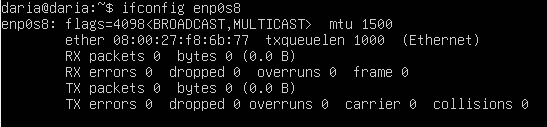 daria@daria:~$ ifconfig enp0s8
enp0s8: flags=4098<BROADCAST,MULTICAST>  mtu 1500
        ether 08:00:27:f8:6b:77  txqueuelen 1000  (Ethernet)
        RX packets 0  bytes 0 (0.0 B)
        RX errors 0  dropped 0  overruns 0  frame 0
        TX packets 0  bytes 0 (0.0 B)
        TX errors 0  dropped 0 overruns 0  carrier 0  collisions 0